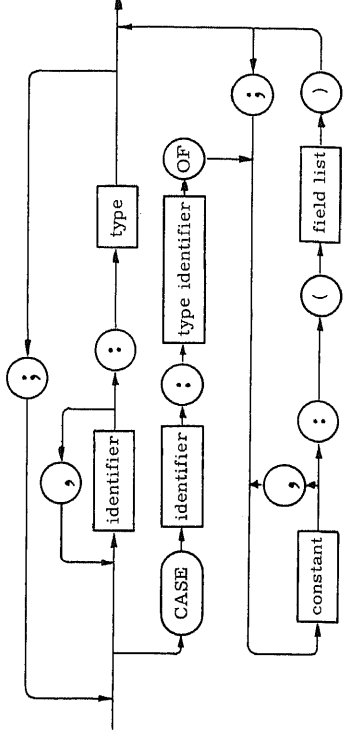 ;
,
identifier : type
CASE identifier : type identifier OF
;
,
constant : ( field list )